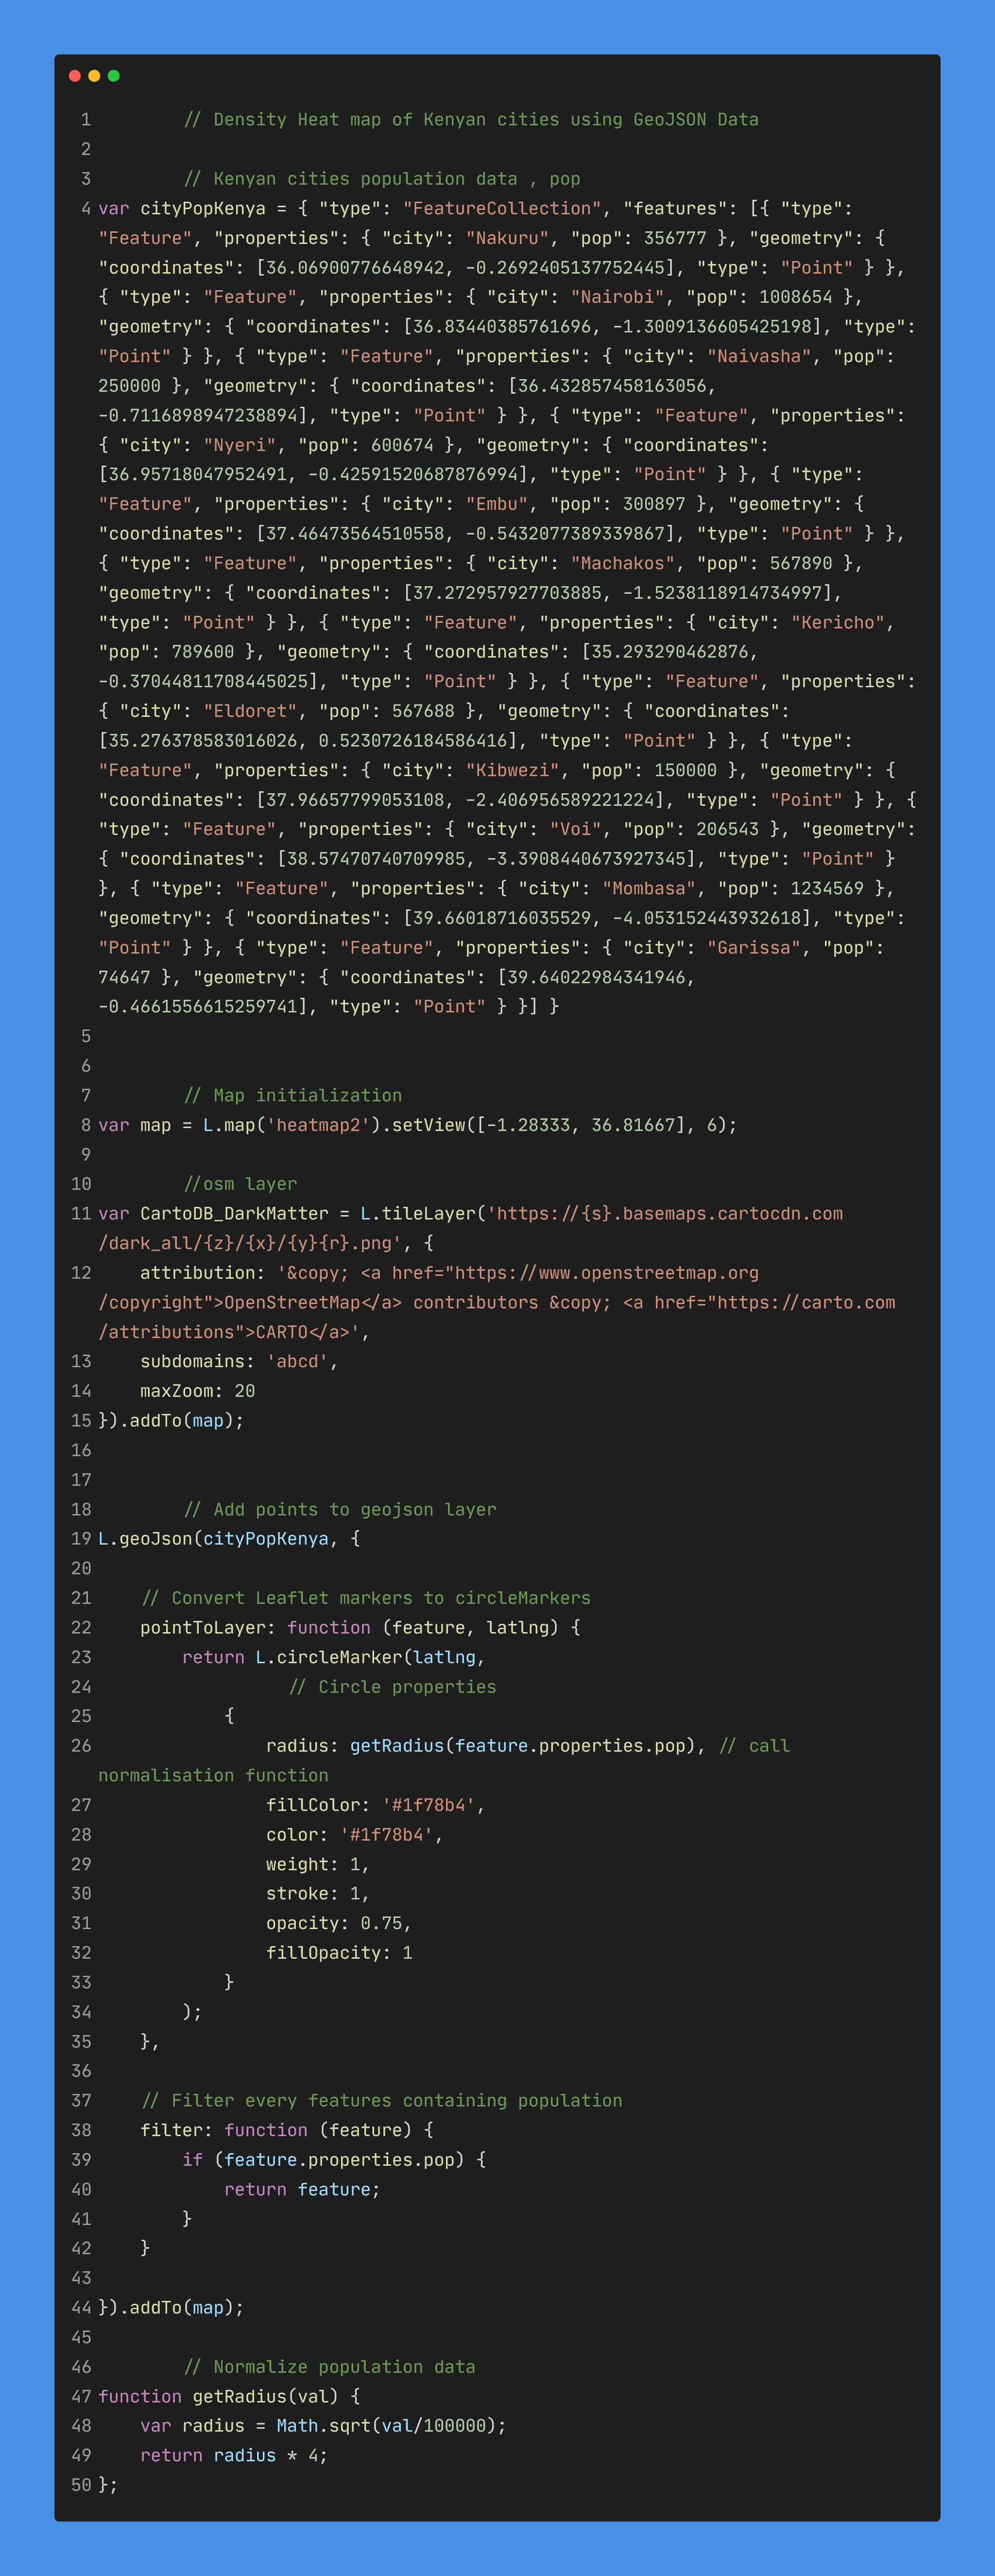 1 // Density Heat map of Kenyan cities using GeoJSON Data
2
3 // Kenyan cities population data , pop
4 var cityPopKenya = { "type": "FeatureCollection", "features": [{ "type":
"Feature", "properties": { "city": "Nakuru", "pop": 356777 }, "geometry": {
"coordinates": [36.06900776648942, -0.2692405137752445], "type": "Point" } },
{ "type": "Feature", "properties": { "city": "Nairobi", "pop": 1008654 },
"geometry": { "coordinates": [36.83440385761696, -1.3009136605425198], "type":
"Point" } }, { "type": "Feature", "properties": { "city": "Naivasha", "pop":
250000 }, "geometry": { "coordinates": [36.432857458163056,
-0.7116898947238894], "type": "Point" } }, { "type": "Feature", "properties":
{ "city": "Nyeri", "pop": 600674 }, "geometry": { "coordinates":
[36.95718047952491, -0.42591520687876994], "type": "Point" } }, { "type":
"Feature", "properties": { "city": "Embu", "pop": 300897 }, "geometry": {
"coordinates": [37.46473564510558, -0.5432077389339867], "type": "Point" } },
{ "type": "Feature", "properties": { "city": "Machakos", "pop": 567890 },
"geometry": { "coordinates": [37.272957927703885, -1.5238118914734997],
"type": "Point" } }, { "type": "Feature", "properties": { "city": "Kericho",
"pop": 789600 }, "geometry": { "coordinates": [35.293290462876,
-0.37044811708445025], "type": "Point" } }, { "type": "Feature", "properties":
{ "city": "Eldoret", "pop": 567688 }, "geometry": { "coordinates":
[35.276378583016026, 0.5230726184586416], "type": "Point" } }, { "type":
"Feature", "properties": { "city": "Kibwezi", "pop": 150000 }, "geometry": {
"coordinates": [37.96657799053108, -2.406956589221224], "type": "Point" } }, {
"type": "Feature", "properties": { "city": "Voi", "pop": 206543 }, "geometry":
{ "coordinates": [38.57470740709985, -3.3908440673927345], "type": "Point" }
}, { "type": "Feature", "properties": { "city": "Mombasa", "pop": 1234569 },
"geometry": { "coordinates": [39.66018716035529, -4.053152443932618], "type":
"Point" } }, { "type": "Feature", "properties": { "city": "Garissa", "pop":
74647 }, "geometry": { "coordinates": [39.64022984341946,
-0.4661556615259741], "type": "Point" } }] }
5
6
7 // Map initialization
8 var map = L.map('heatmap2').setView([-1.28333, 36.81667], 6);
9
10 //osm layer
11 var CartoDB_DarkMatter = L.tileLayer('https://{s}.basemaps.cartocdn.com
/dark_all/{z}/{x}/{y}{r}.png', {
12 attribution: '&copy; <a href="https://www.openstreetmap.org
/copyright">OpenStreetMap</a> contributors &copy; <a href="https://carto.com
/attributions">CARTO</a>',
13 subdomains: 'abcd',
14 maxZoom: 20
15 }).addTo(map);
16
17
18 // Add points to geojson layer
19 L.geoJson(cityPopKenya, {
20
21 // Convert Leaflet markers to circleMarkers
22 pointToLayer: function (feature, latlng) {
23 return L.circleMarker(latlng,
24 // Circle properties
25 {
26 radius: getRadius(feature.properties.pop), // call
normalisation function
27 fillColor: '#1f78b4',
28 color: '#1f78b4',
29 weight: 1,
30 stroke: 1,
31 opacity: 0.75,
32 fillOpacity: 1
33 }
34 );
35 },
36
37 // Filter every features containing population
38 filter: function (feature) {
39 if (feature.properties.pop) {
40 return feature;
41 }
42 }
43
44 }).addTo(map);
45
46 // Normalize population data
47 function getRadius(val) {
48 var radius = Math.sqrt(val/100000);
49 return radius * 4;
50 };